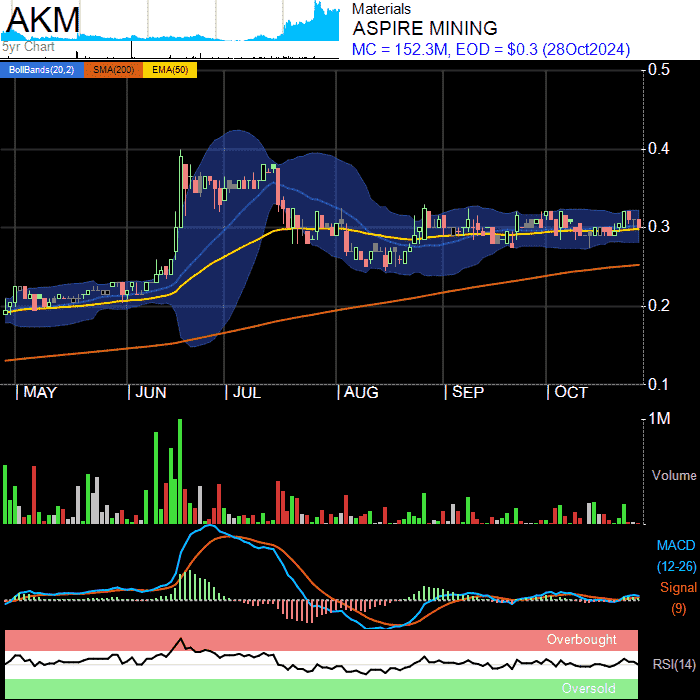 AKM
5yr Chart
Materials
ASPIRE MINING
MC = 152.3M, EOD = $0.3 (28Oct2024)
BollBands(20,2) SMA(200) EMA(50)
0.5
0.4
0.3
0.2
0.1
MAY JUN JUL AUG SEP OCT
1M
Volume
MACD
(12-26)
Signal
(9)
Overbought
RSI(14)
Oversold